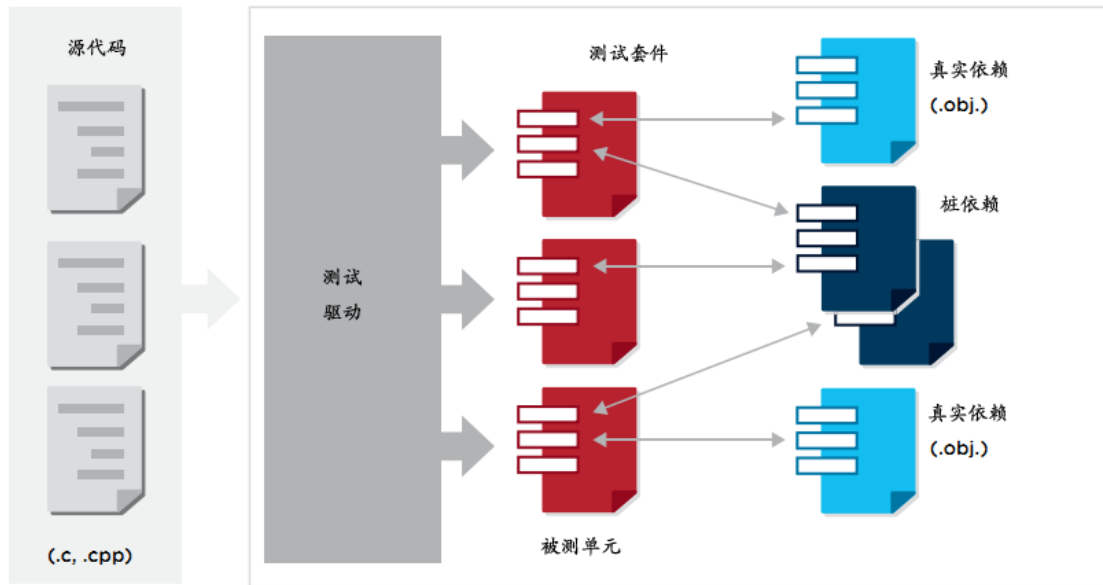 源代码
(.c, .cpp)
测试
驱动
测试套件
被测单元
真实依赖
(.obj.)
桩依赖
真实依赖
(.obj.)